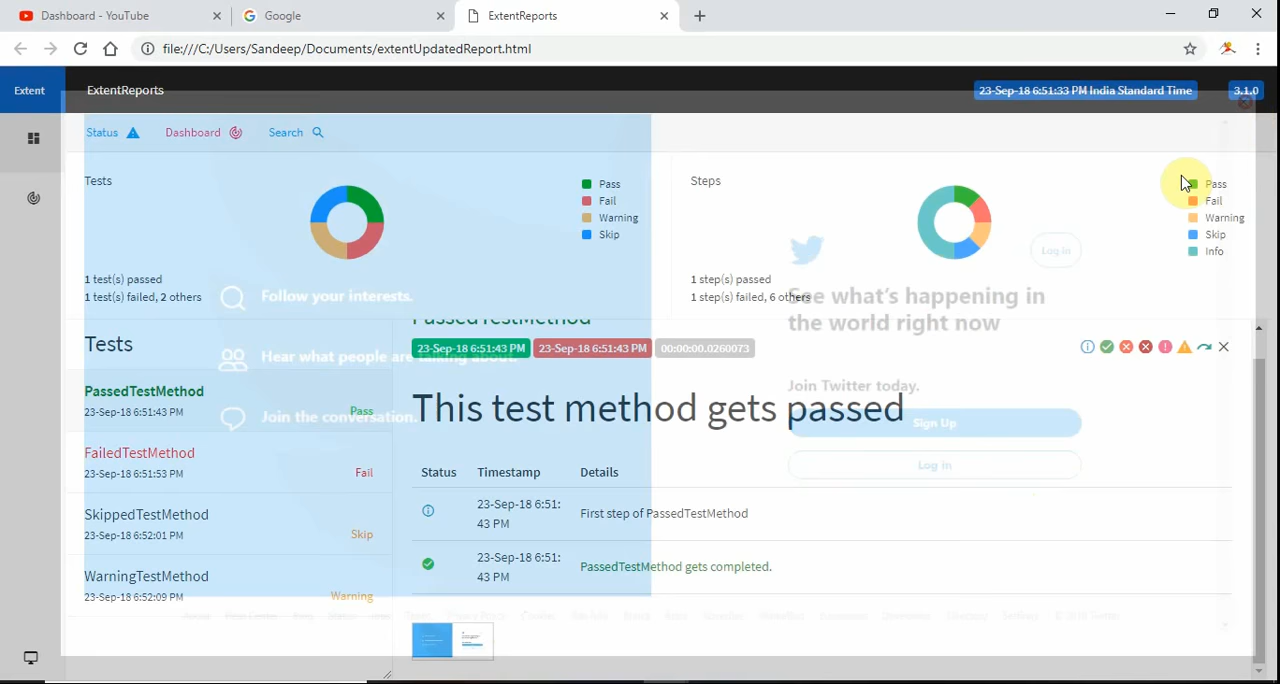 Dashboard - YouTube
Google
ExtentReports
file:///C:/Users/Sandeep/Documents/extentUpdatedReport.html
Extent
ExtentReports
23-Sep-18 6:51:33 PM India Standard Time
3.1.0
Status
Dashboard
Search
Tests
Pass
Fail
Warning
Skip
1 test(s) passed
1 test(s) failed, 2 others
Steps
Pass
Fail
Warning
Skip
Info
1 step(s) passed
1 step(s) failed, 6 others
Follow your interests.
Hear what people are talking about.
Join the conversation.
Log in
See what's happening in
the world right now
Join Twitter today.
Sign Up
Log in
Tests
PassedTestMethod
23-Sep-18 6:51:43 PM
Pass
FailedTestMethod
23-Sep-18 6:51:53 PM
Fail
SkippedTestMethod
23-Sep-18 6:52:01 PM
Skip
WarningTestMethod
23-Sep-18 6:52:09 PM
Warning
PassedTestMethod
23-Sep-18 6:51:43 PM
23-Sep-18 6:51:43 PM
00:00:00.0260073
This test method gets passed
Status
Timestamp
Details
23-Sep-18 6:51:
43 PM
First step of PassedTestMethod
23-Sep-18 6:51:
43 PM
PassedTestMethod gets completed.